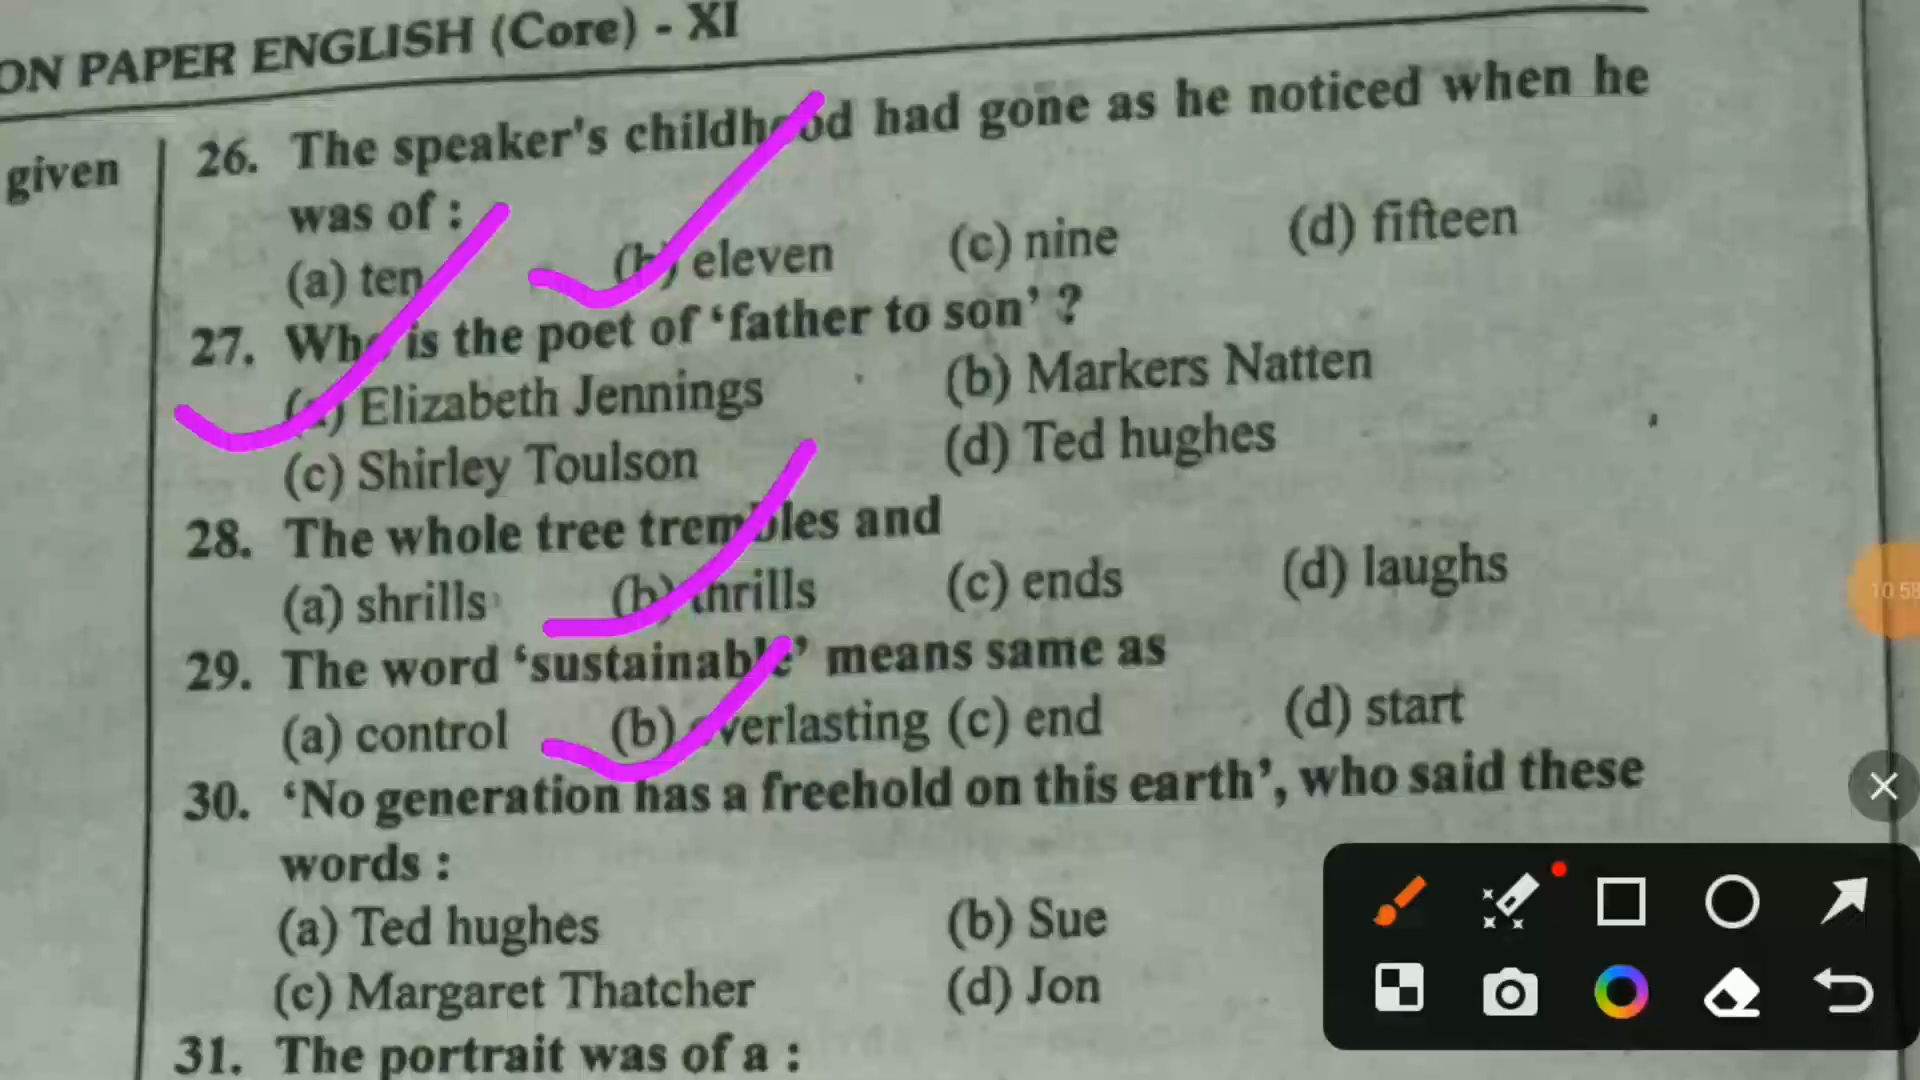 ON PAPER ENGLISH (Core) - XI
given
26. The speaker's childhood had gone as he noticed when he
was of :
(a) ten (b) eleven (c) nine (d) fifteen
27. Who is the poet of ‘father to son’ ?
(a) Elizabeth Jennings (b) Markers Natten
(c) Shirley Toulson (d) Ted hughes
28. The whole tree trembles and
(a) shrills (b) thrills (c) ends (d) laughs
29. The word ‘sustainable’ means same as
(a) control (b) everlasting (c) end (d) start
30. ‘No generation has a freehold on this earth’, who said these
words :
(a) Ted hughes (b) Sue
(c) Margaret Thatcher (d) Jon
31. The portrait was of a :
10:58